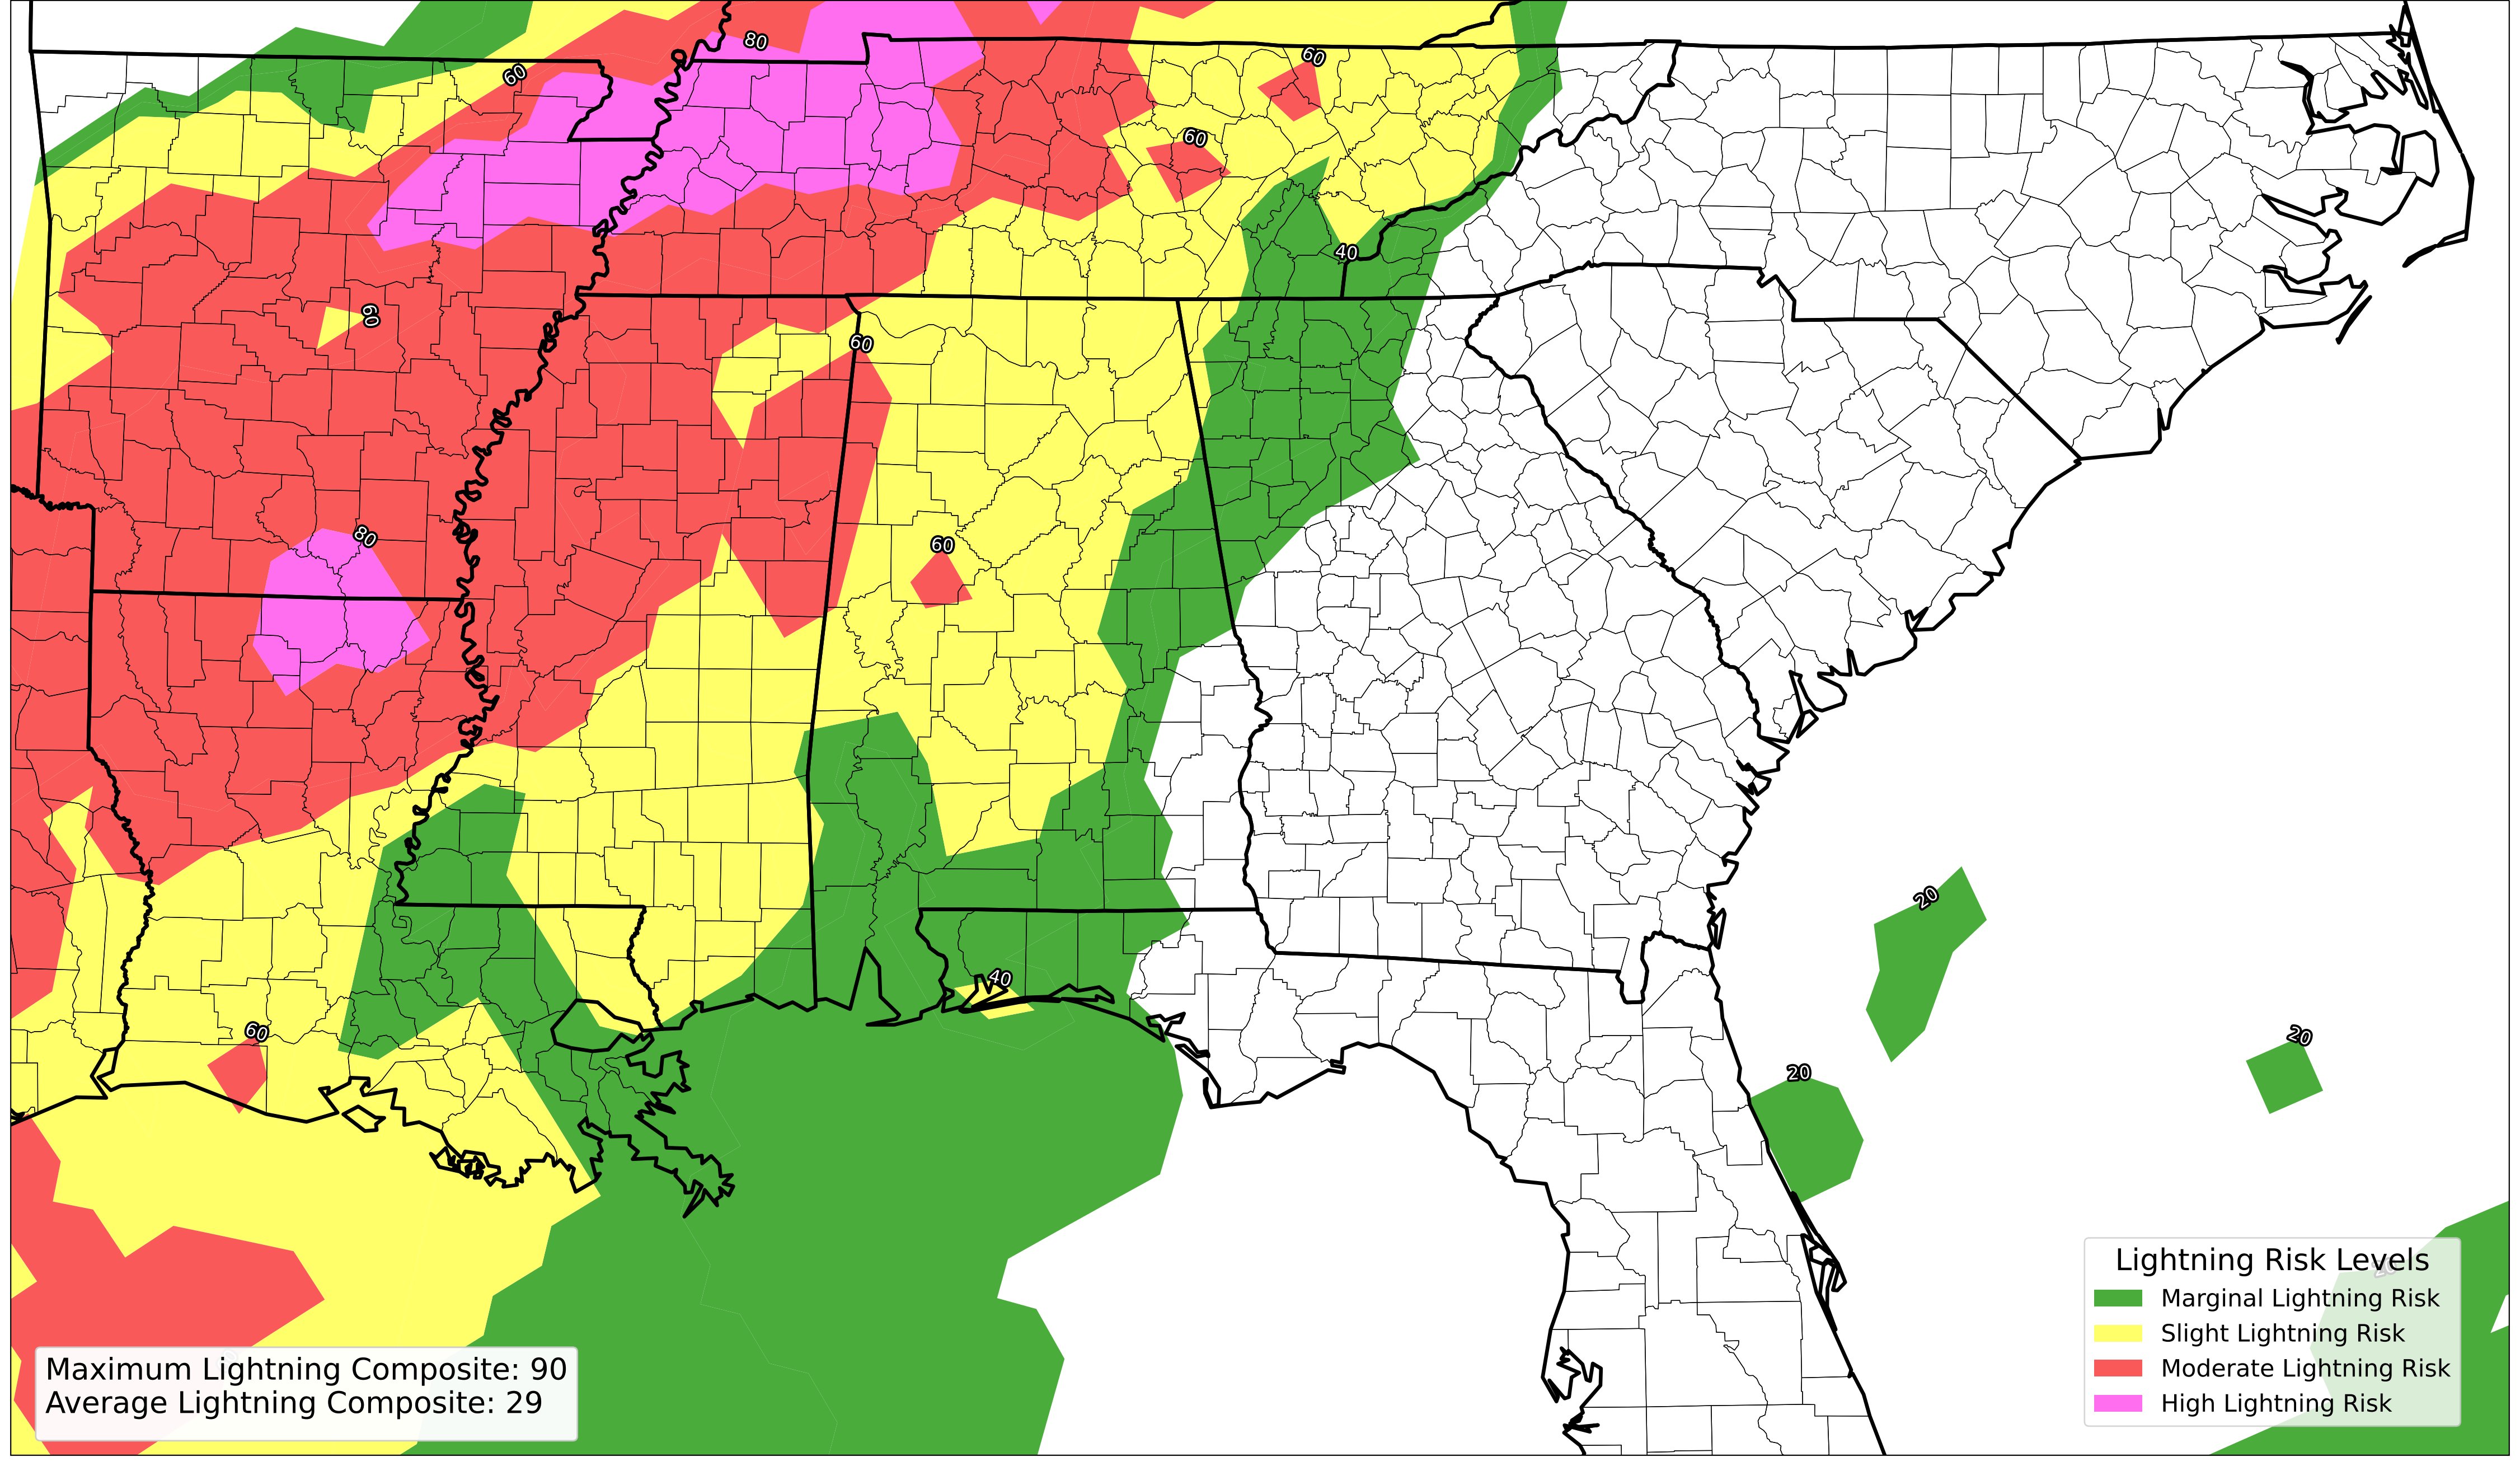 80
60
60
60
40
60
60
80
60
20
40
60
20
20
20
Lightning Risk Levels
Marginal Lightning Risk
Slight Lightning Risk
Moderate Lightning Risk
High Lightning Risk
Maximum Lightning Composite: 90
Average Lightning Composite: 29